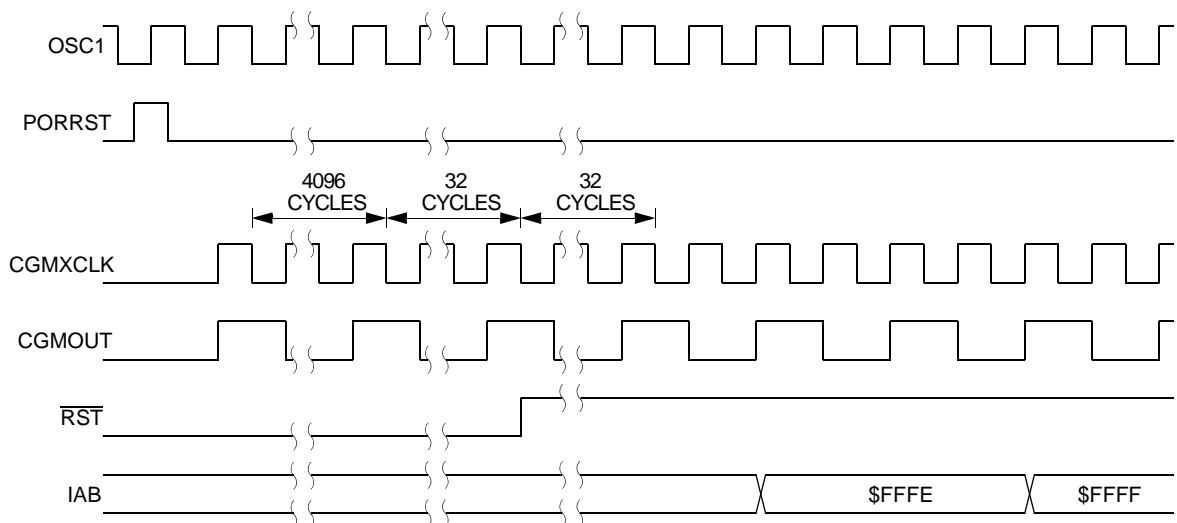 OSC1
PORRST
4096
CYCLES
32
CYCLES
32
CYCLES
CGMXCLK
CGMOUT
RST
IAB
$FFFE
$FFFF